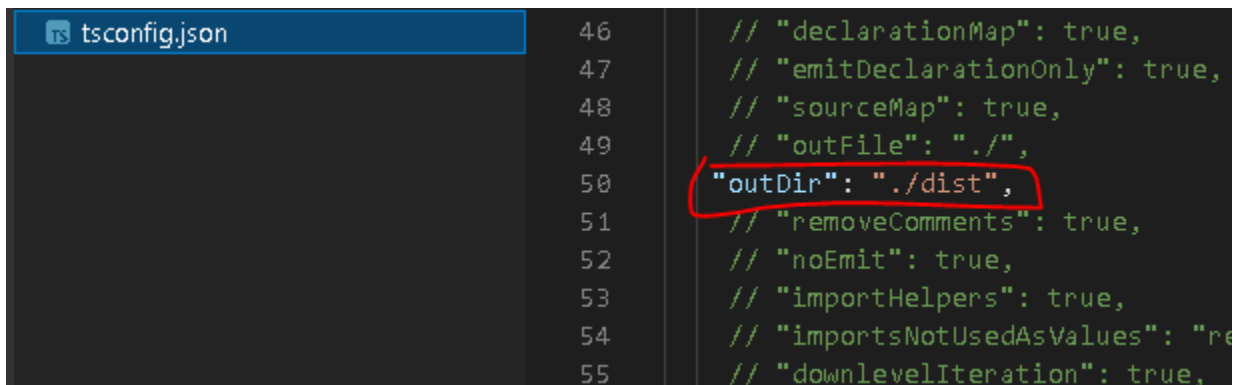 TS tsconfig.json
46 // "declarationMap": true,
47 // "emitDeclarationOnly": true,
48 // "sourceMap": true,
49 // "outFile": "./",
50 "outDir": "./dist",
51 // "removeComments": true,
52 // "noEmit": true,
53 // "importHelpers": true,
54 // "importsNotUsedAsValues": "re
55 // "downlevelIteration": true,